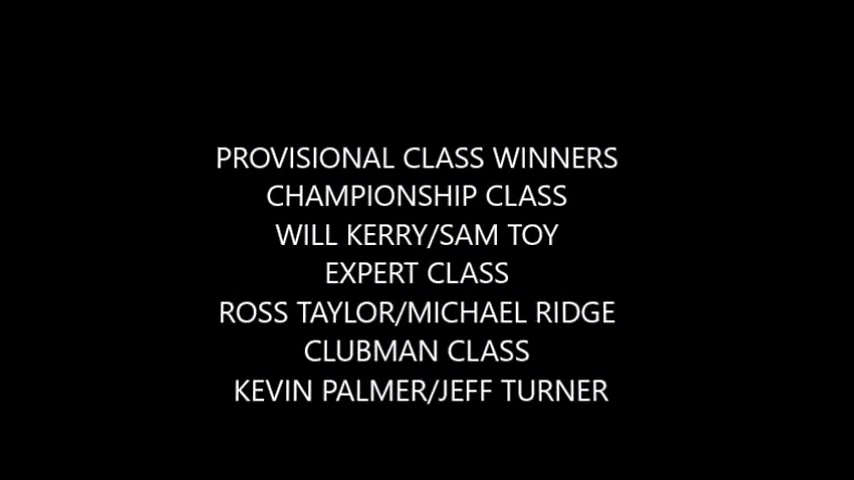 PROVISIONAL CLASS WINNERS
CHAMPIONSHIP CLASS
WILL KERRY/SAM TOY
EXPERT CLASS
ROSS TAYLOR/MICHAEL RIDGE
CLUBMAN CLASS
KEVIN PALMER/JEFF TURNER